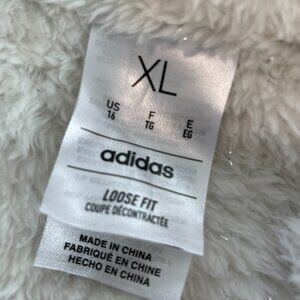 XL
US F E
16 TG EG
adidas
LOOSE FIT
COUPE DÉCONTRACTÉE
MADE IN CHINA
FABRIQUÉ EN CHINE
HECHO EN CHINA